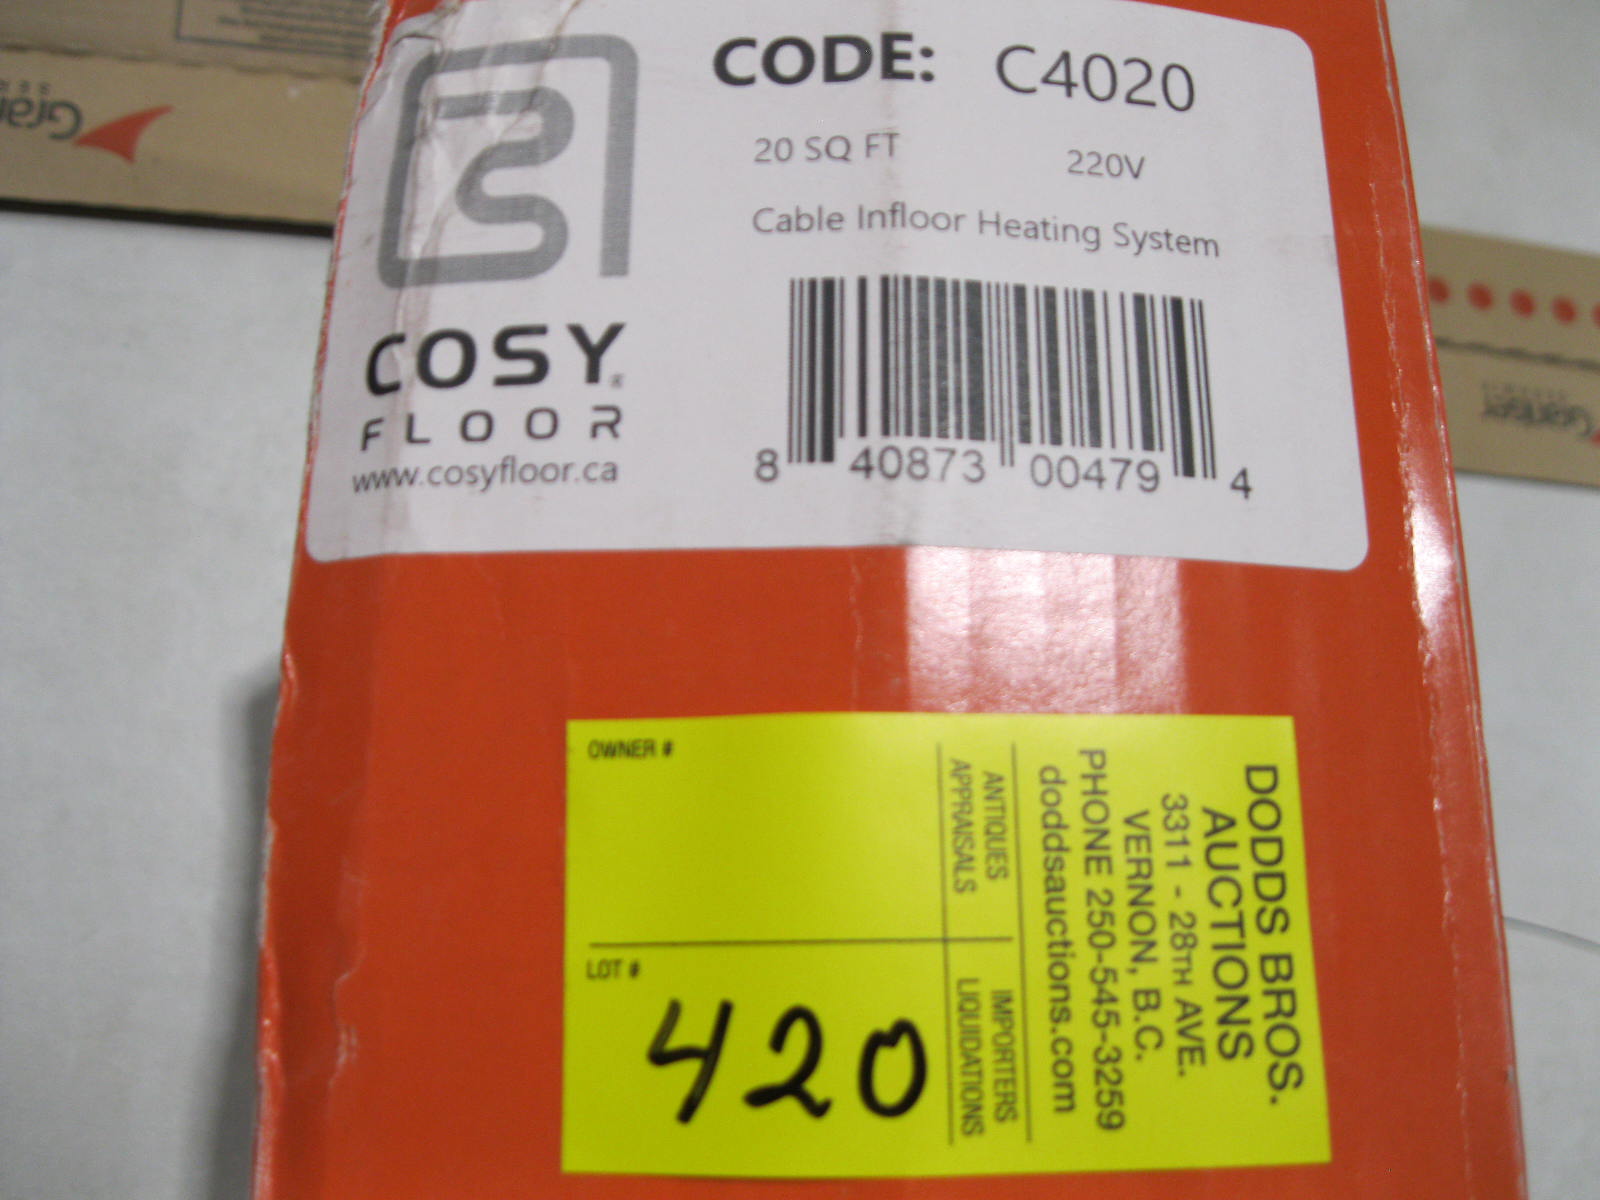 CODE: C4020
20 SQ FT 220V
Cable Infloor Heating System
COSY
FLOOR
www.cosyfloor.ca
8 40873 00479 4
OWNER #
LOT #
420
ANTIQUES
APPRAISALS
IMPORTERS
LIQUIDATIONS
DODDS BROS.
AUCTIONS
3311 - 28TH AVE.
VERNON, B.C.
PHONE 250-545-3259
doddsauctions.com